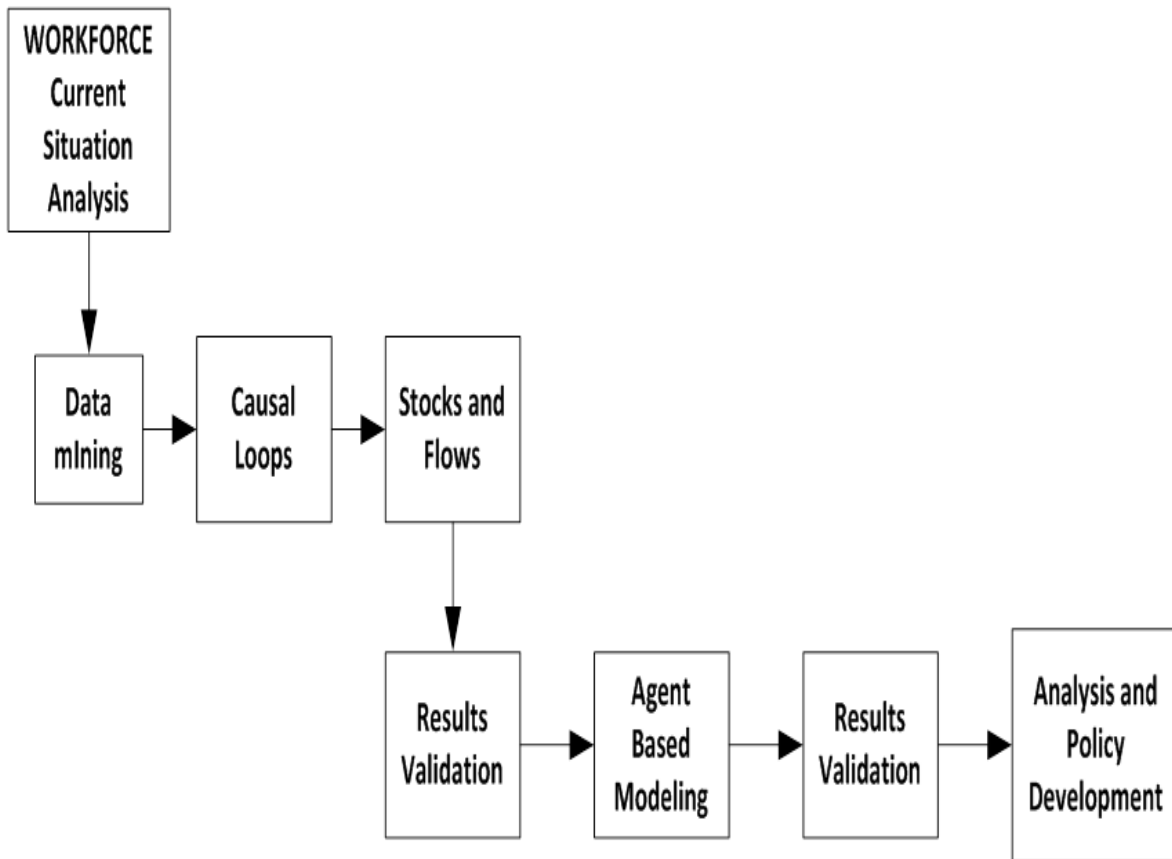 WORKFORCE
Current
Situation
Analysis
Data
mIning
Causal
Loops
Stocks and
Flows
Results
Validation
Agent
Based
Modeling
Results
Validation
Analysis and
Policy
Development